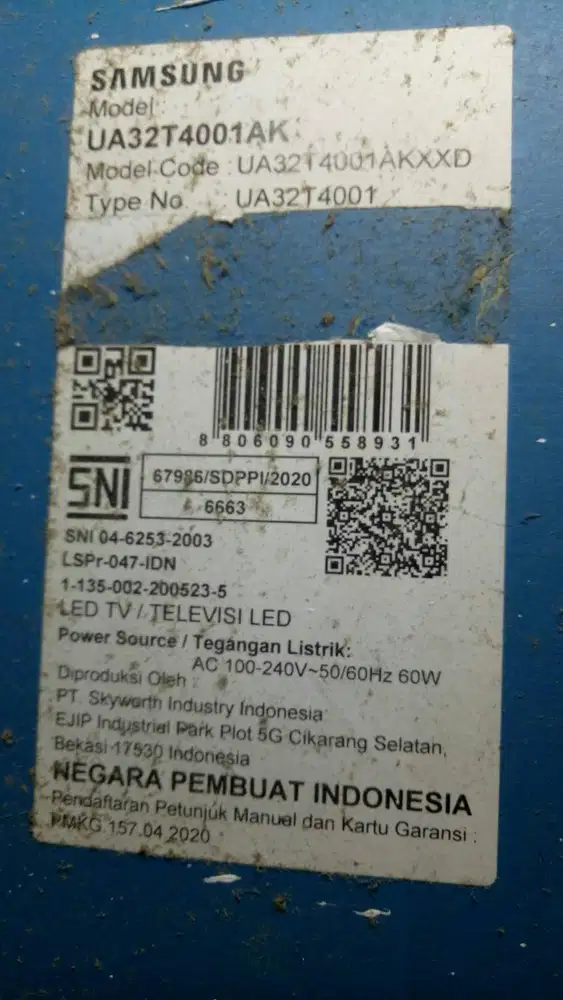 SAMSUNG
Model
UA32T4001AK
Model Code : UA32T4001AKXXD
Type No : UA32T4001
8 806090 558931
SNI
67986/SDPPI/2020
6663
SNI 04-6253-2003
LSPr-047-IDN
1-135-002-200523-5
LED TV / TELEVISI LED
Power Source / Tegangan Listrik:
AC 100-240V~50/60Hz 60W
Diproduksi Oleh :
PT. Skyworth Industry Indonesia
EJIP Industrial Park Plot 5G Cikarang Selatan,
Bekasi 17530 Indonesia
NEGARA PEMBUAT INDONESIA
Pendaftaran Petunjuk Manuel dan Kartu Garansi :
PMKG.157.04.2020